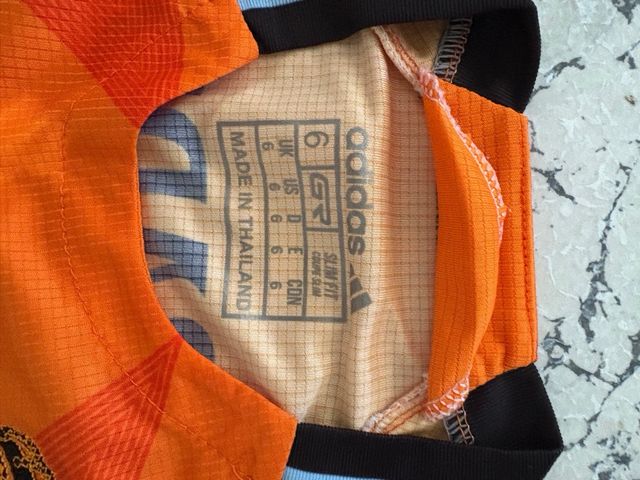 adidas
6 GR SLIM FIT
COUPE SLIM
UK US D E CDN
6 6 6 6 6
MADE IN THAILAND